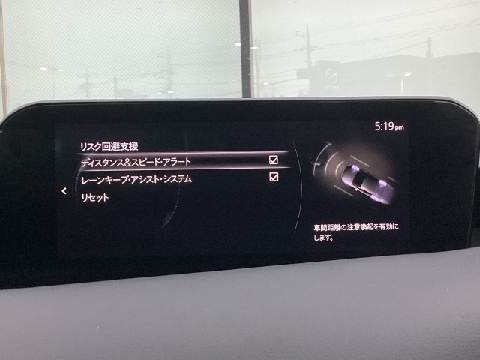 5:19pm
リスク回避支援
ディスタンス&スピード・アラート
レーンキープ・アシスト・システム
リセット
車間距離の注意喚起を有効に
します。